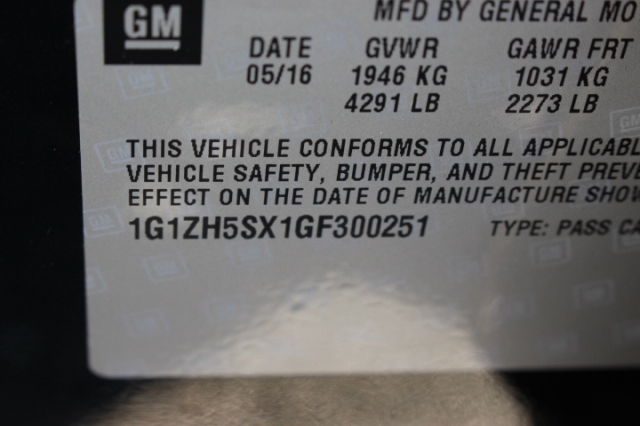 GM
MFD BY GENERAL MO
DATE GVWR GAWR FRT
05/16 1946 KG 1031 KG
4291 LB 2273 LB
THIS VEHICLE CONFORMS TO ALL APPLICABL
VEHICLE SAFETY, BUMPER, AND THEFT PREVE
EFFECT ON THE DATE OF MANUFACTURE SHOW
1G1ZH5SX1GF300251 TYPE: PASS CA